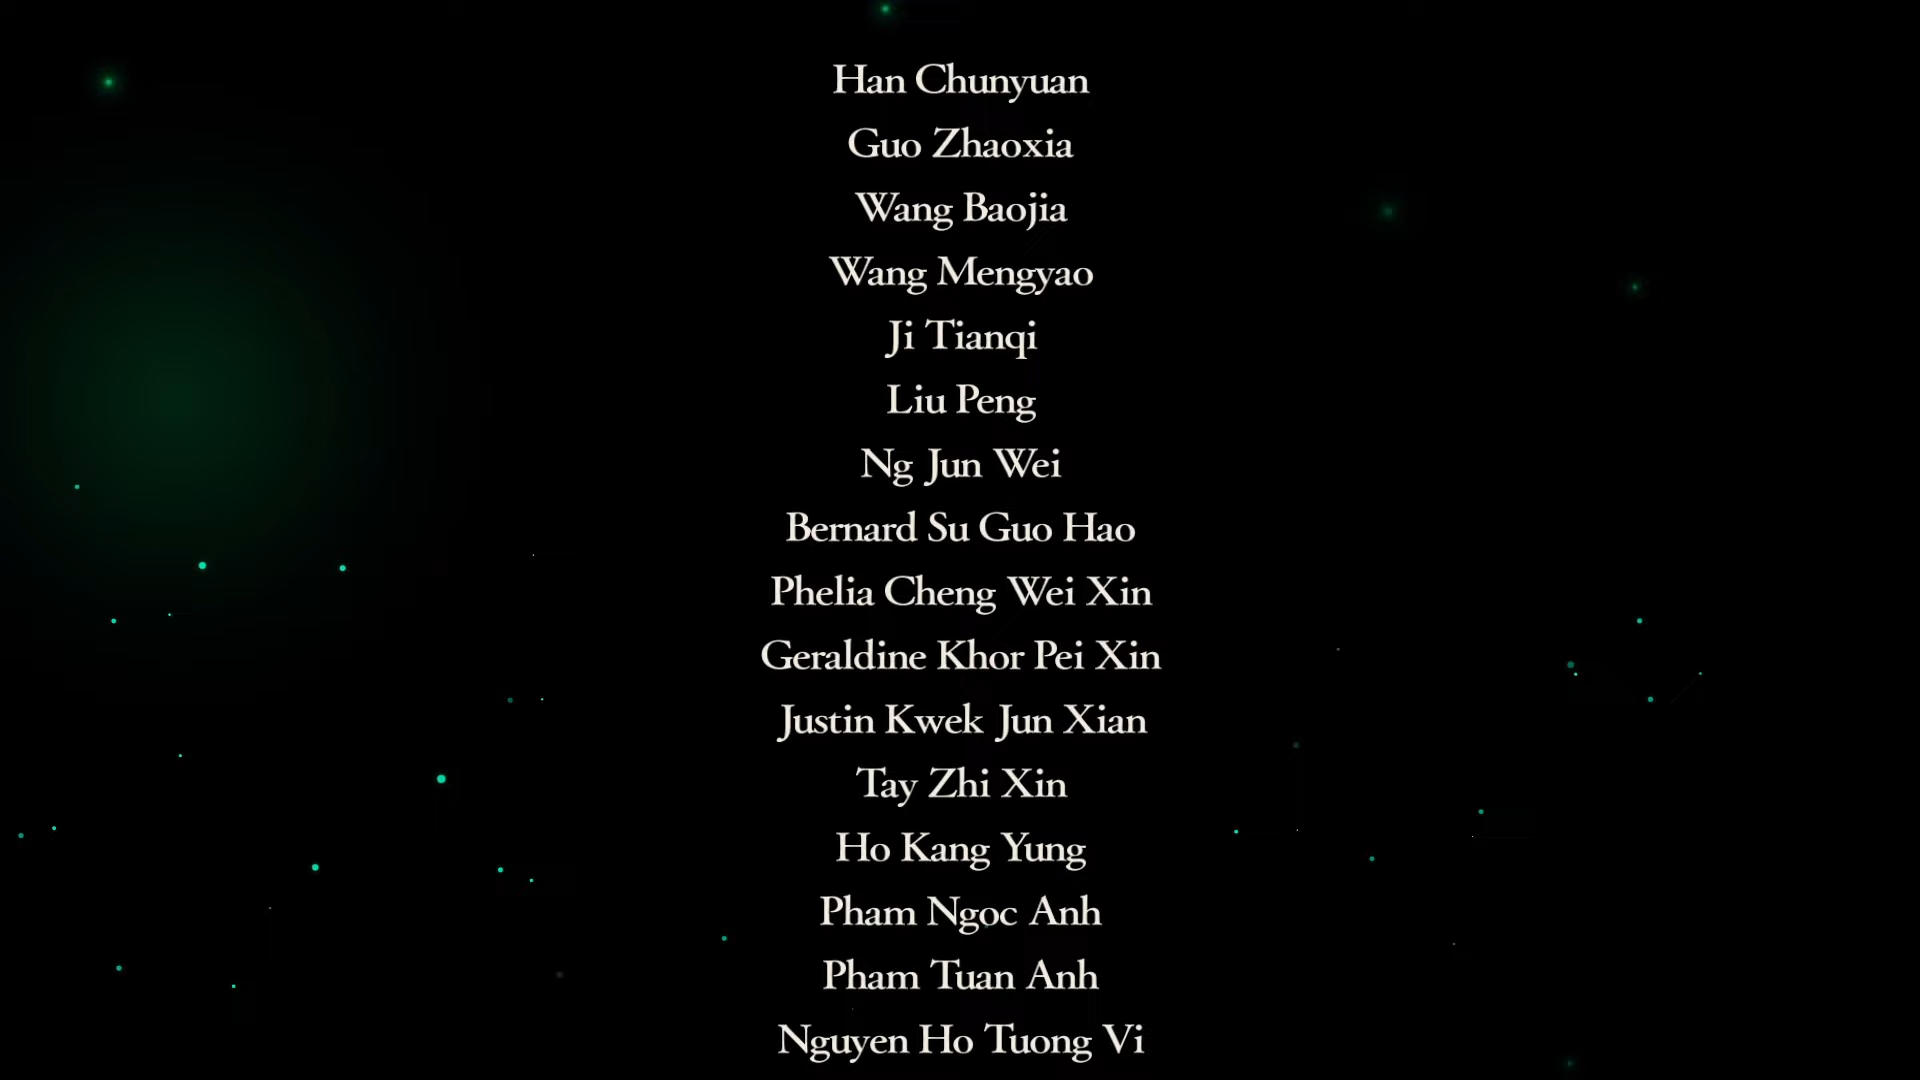 Han Chunyuan
Guo Zhaoxia
Wang Baojia
Wang Mengyao
Ji Tianqi
Liu Peng
Ng Jun Wei
Bernard Su Guo Hao
Phelia Cheng Wei Xin
Geraldine Khor Pei Xin
Justin Kwek Jun Xian
Tay Zhi Xin
Ho Kang Yung
Pham Ngoc Anh
Pham Tuan Anh
Nguyen Ho Tuong Vi